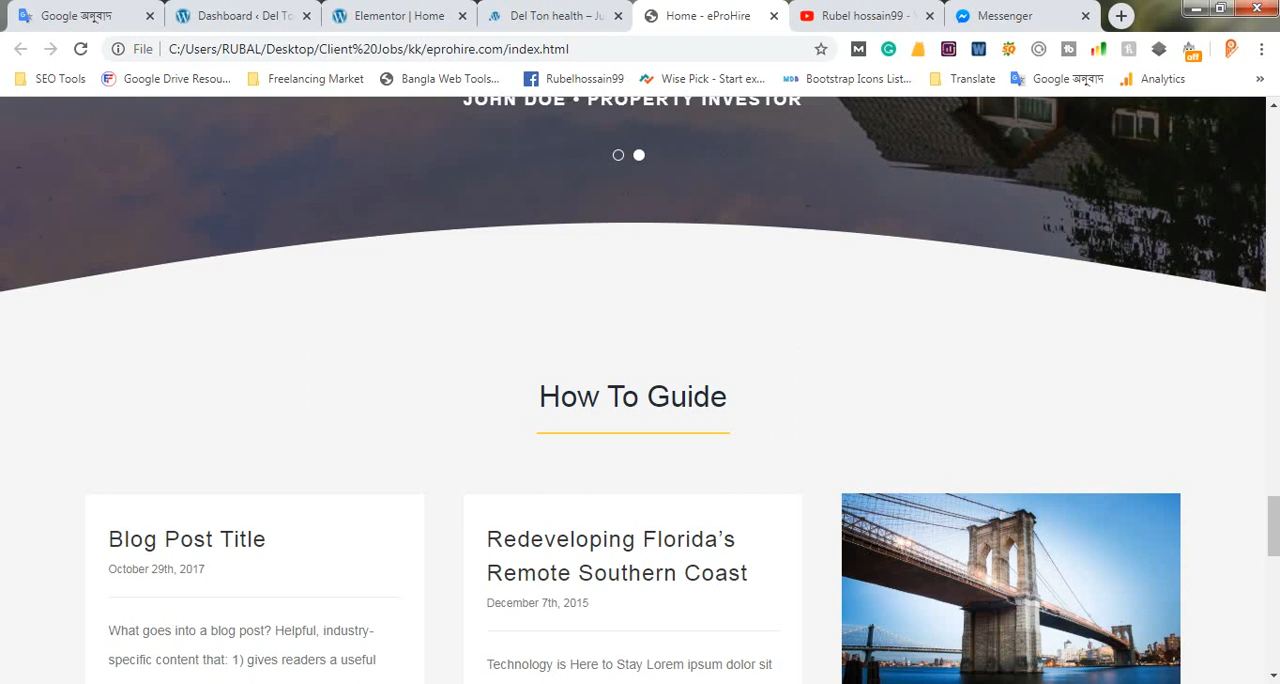 Google অনুবাদ
Dashboard ‹ Del To
Elementor | Home
Del Ton health – Ju
Home - eProHire
Rubel hossain99 -
Messenger
File | C:/Users/RUBAL/Desktop/Client%20Jobs/kk/eprohire.com/index.html
off
SEO Tools
Google Drive Resou...
Freelancing Market
Bangla Web Tools...
Rubelhossain99
Wise Pick - Start ex...
MDB Bootstrap Icons List...
Translate
Google অনুবাদ
Analytics
»
JOHN DOE • PROPERTY INVESTOR
How To Guide
Blog Post Title
October 29th, 2017
What goes into a blog post? Helpful, industry-
specific content that: 1) gives readers a useful
Redeveloping Florida’s
Remote Southern Coast
December 7th, 2015
Technology is Here to Stay Lorem ipsum dolor sit